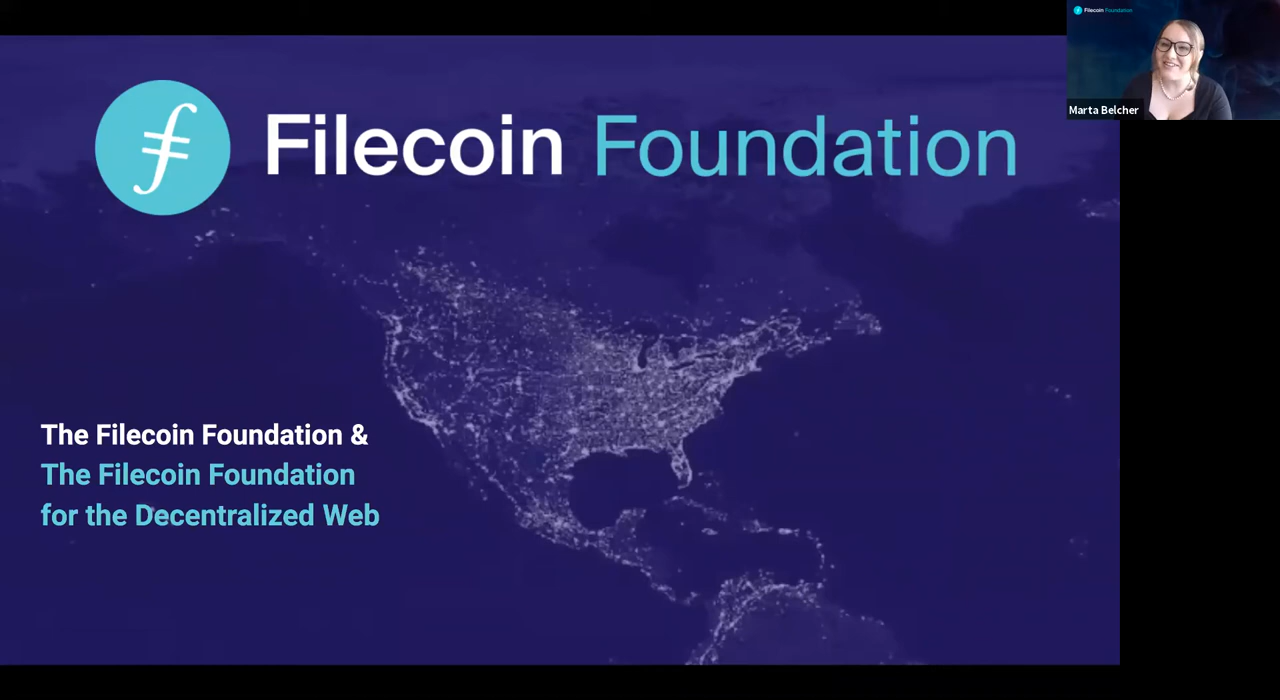 Filecoin Foundation
Filecoin Foundation
Marta Belcher
The Filecoin Foundation &
The Filecoin Foundation
for the Decentralized Web